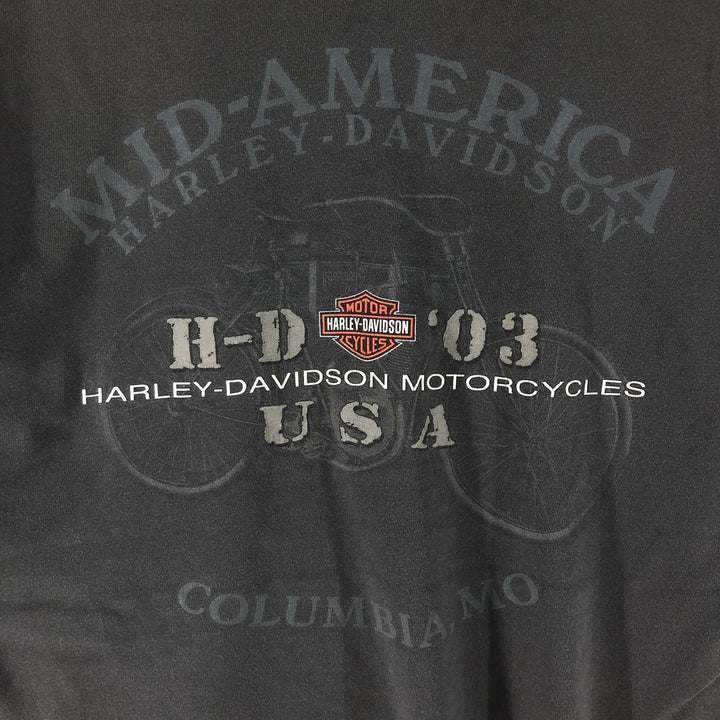 MID-AMERICA
HARLEY-DAVIDSON
H-D
MOTOR
HARLEY-DAVIDSON
CYCLES
'03
HARLEY-DAVIDSON MOTORCYCLES
USA
COLUMBIA, MO